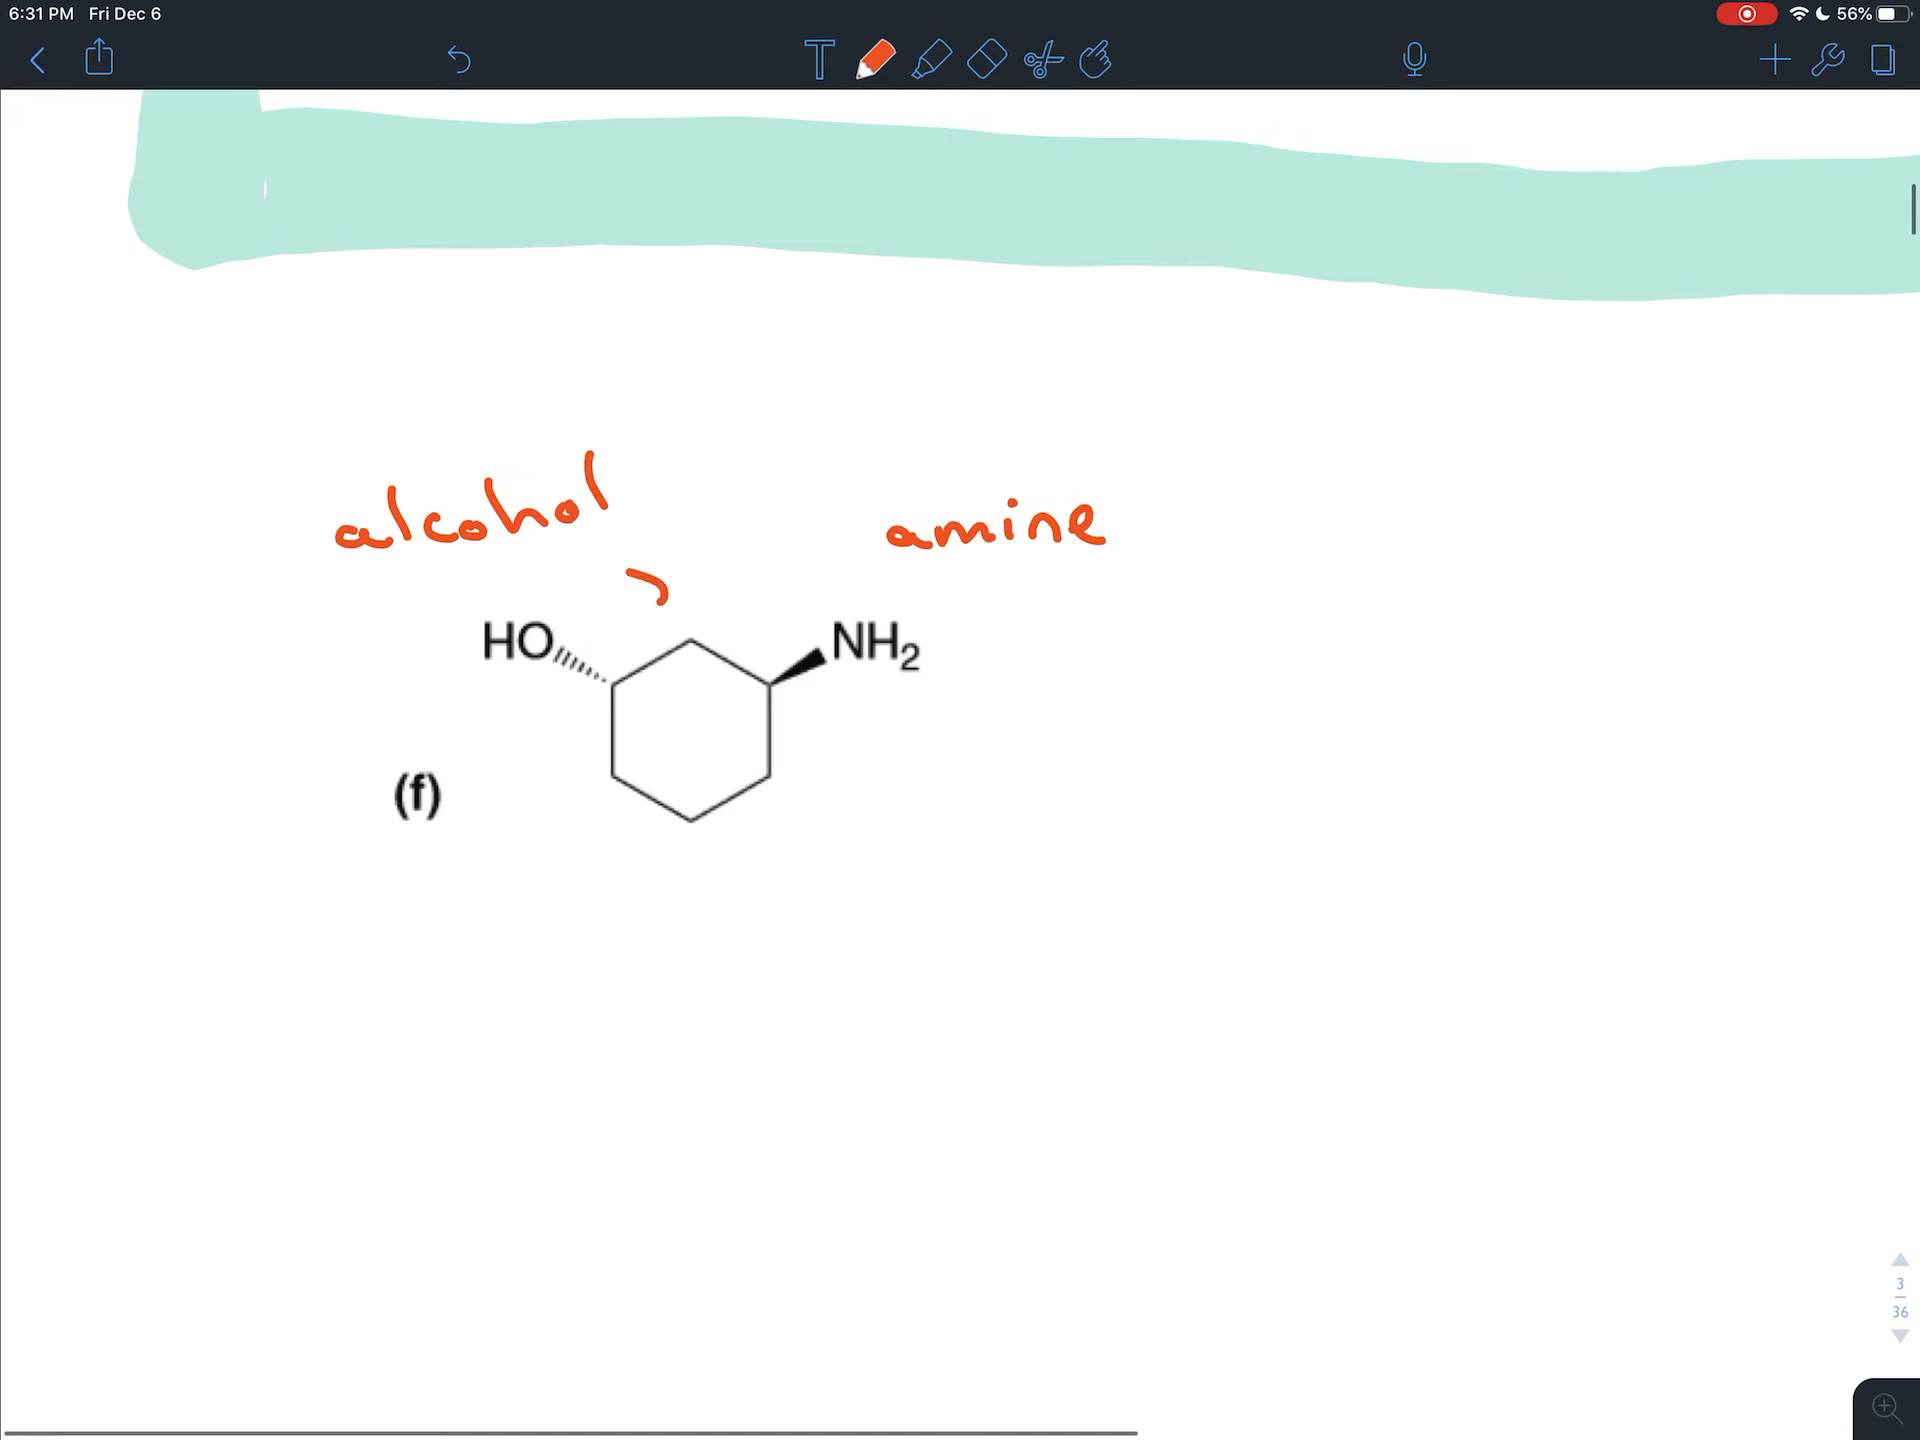 6:31 PM Fri Dec 6
56%
T
alcohol
amine
HO
NH₂
(f)
3
36